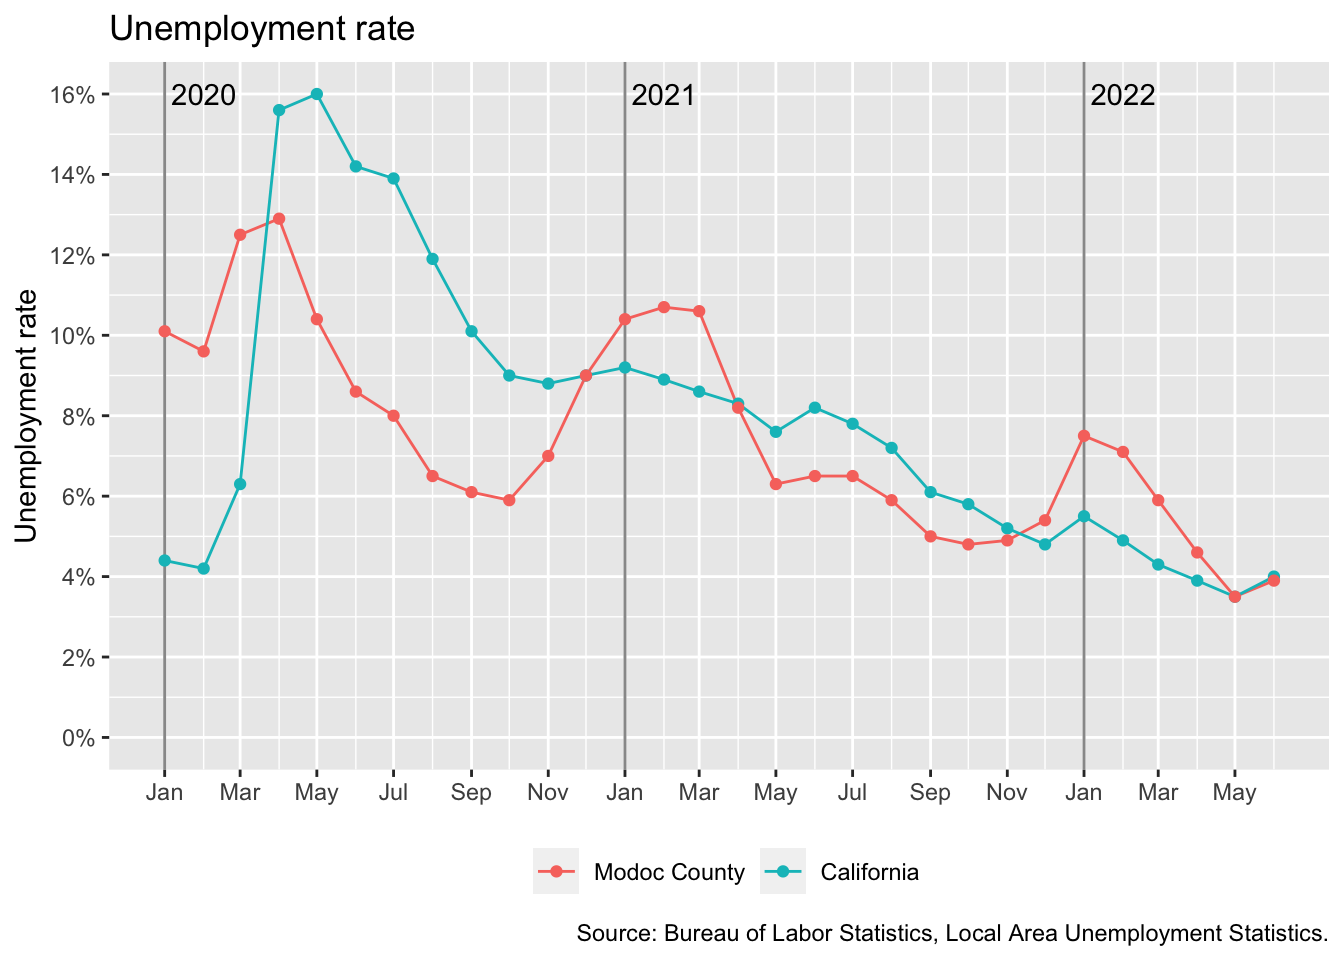 Unemployment rate
2020 2021 2022
16%
14%
12%
10%
8%
6%
4%
2%
0%
Unemployment rate
Jan Mar May Jul Sep Nov Jan Mar May Jul Sep Nov Jan Mar May
Modoc County California
Source: Bureau of Labor Statistics, Local Area Unemployment Statistics.